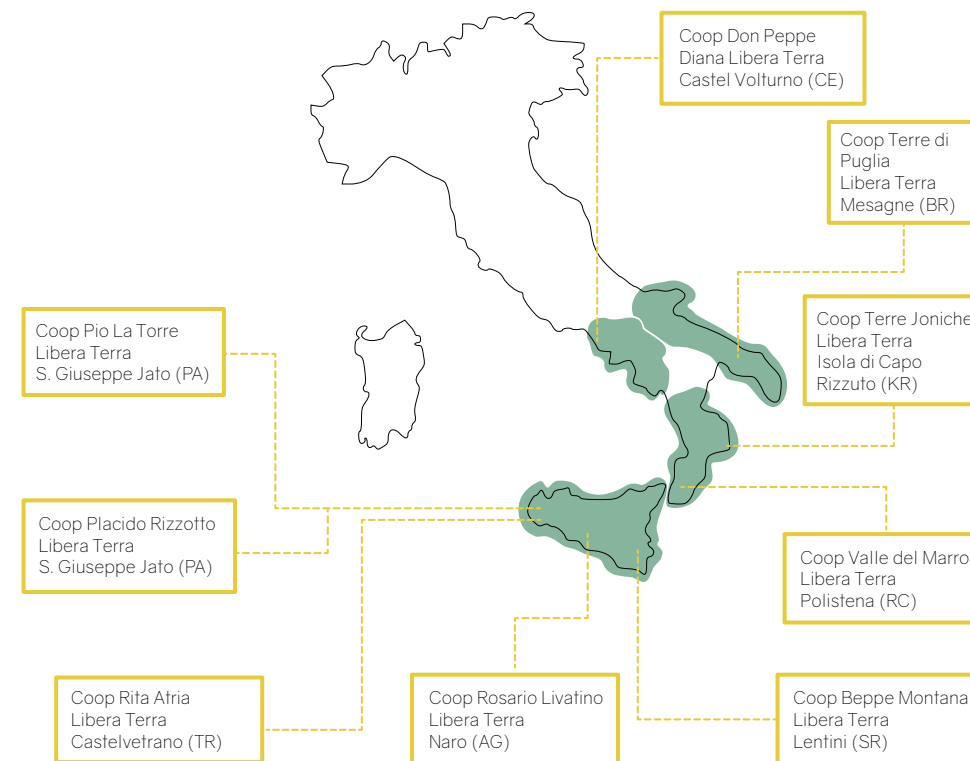 Coop Don Peppe
Diana Libera Terra
Castel Volturno (CE)
Coop Terre di
Puglia
Libera Terra
Mesagne (BR)
Coop Terre Joniche
Libera Terra
Isola di Capo
Rizzuto (KR)
Coop Pio La Torre
Libera Terra
S. Giuseppe Jato (PA)
Coop Placido Rizzotto
Libera Terra
S. Giuseppe Jato (PA)
Coop Valle del Marro
Libera Terra
Polistena (RC)
Coop Rita Atria
Libera Terra
Castelvetrano (TR)
Coop Rosario Livatino
Libera Terra
Naro (AG)
Coop Beppe Montana
Libera Terra
Lentini (SR)